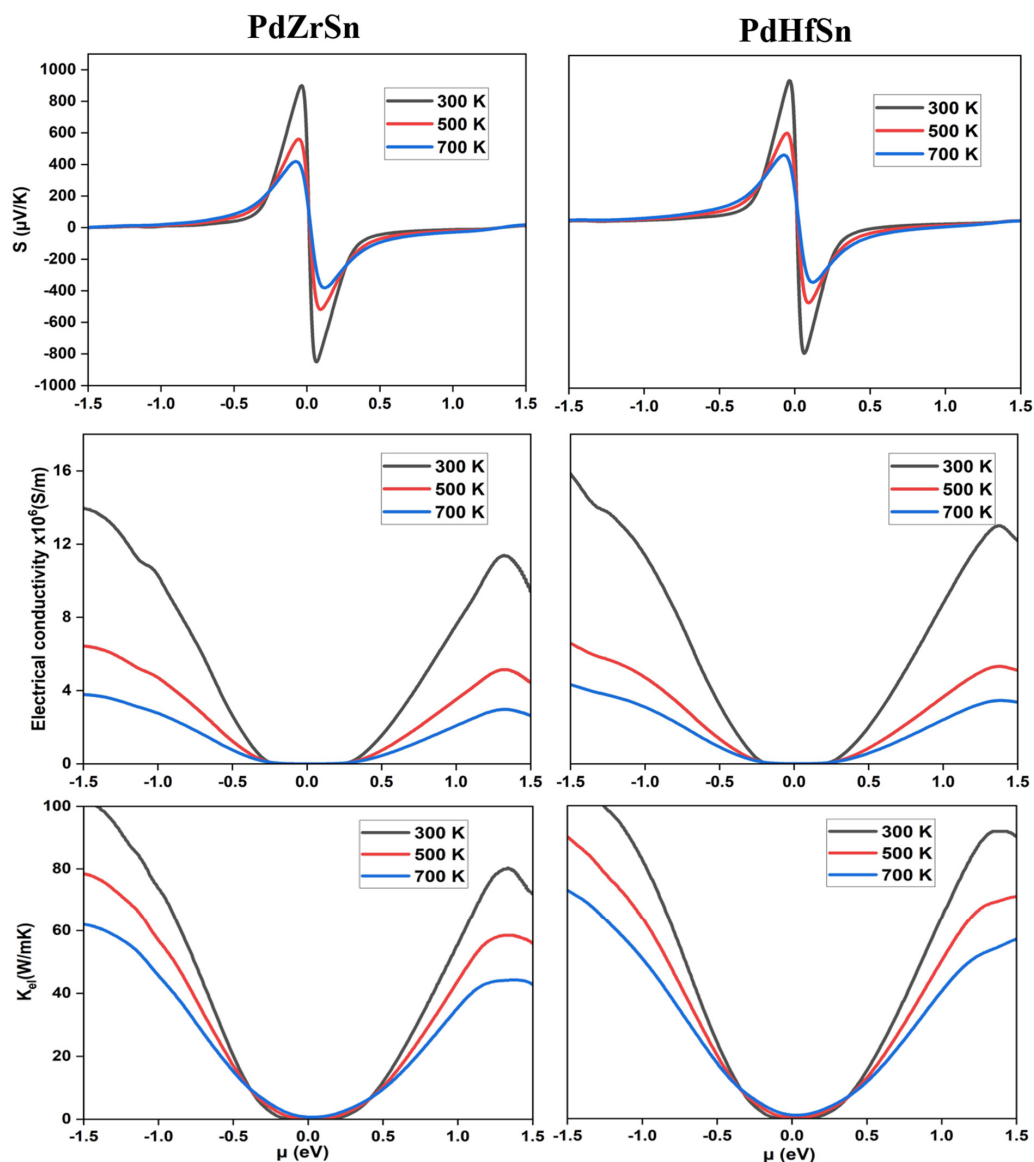 PdZrSn PdHfSn
1000
800
600
400
200
0
-200
-400
-600
-800
-1000
S (µV/K)
300 K
500 K
700 K
-1.5 -1.0 -0.5 0.0 0.5 1.0 1.5
300 K
500 K
700 K
-1.5 -1.0 -0.5 0.0 0.5 1.0 1.5
16
12
8
4
0
Electrical conductivity x10⁶(S/m)
300 K
500 K
700 K
-1.5 -1.0 -0.5 0.0 0.5 1.0 1.5
300 K
500 K
700 K
-1.5 -1.0 -0.5 0.0 0.5 1.0 1.5
100
80
60
40
20
0
Kel(W/mK)
300 K
500 K
700 K
-1.5 -1.0 -0.5 0.0 0.5 1.0 1.5
µ (eV)
300 K
500 K
700 K
-1.5 -1.0 -0.5 0.0 0.5 1.0 1.5
µ (eV)